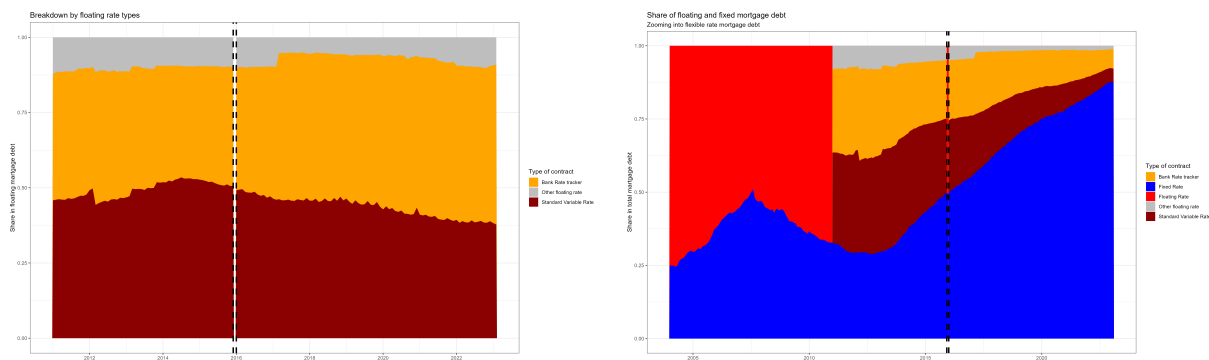 Breakdown by floating rate types
Share in floating mortgage debt
1.00
0.75
0.50
0.25
0.00
2012 2014 2016 2018 2020 2022
Type of contract
Bank Rate tracker
Other floating rate
Standard Variable Rate
Share of floating and fixed mortgage debt
Zooming into flexible rate mortgage debt
Share in total mortgage debt
1.00
0.75
0.50
0.25
0.00
2005 2010 2015 2020
Type of contract
Bank Rate tracker
Fixed Rate
Floating Rate
Other floating rate
Standard Variable Rate